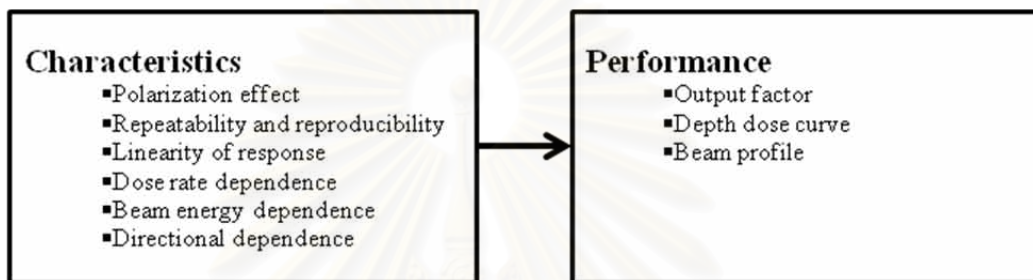 Characteristics
▪Polarization effect
▪Repeatability and reproducibility
▪Linearity of response
▪Dose rate dependence
▪Beam energy dependence
▪Directional dependence
Performance
▪Output factor
▪Depth dose curve
▪Beam profile